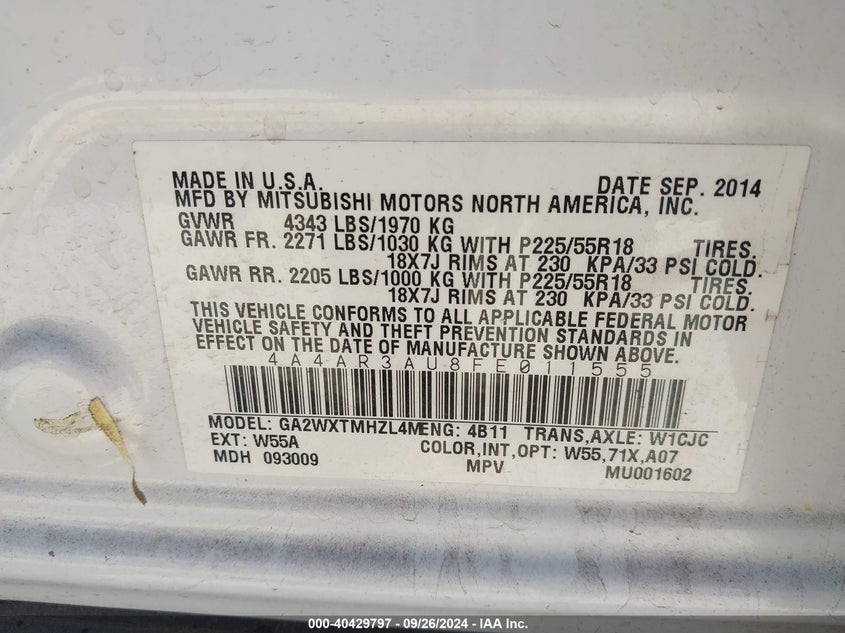 MADE IN U.S.A. DATE SEP. 2014
MFD BY MITSUBISHI MOTORS NORTH AMERICA, INC.
GVWR 4343 LBS/1970 KG
GAWR FR. 2271 LBS/1030 KG WITH P225/55R18 TIRES.
18X7J RIMS AT 230 KPA/33 PSI COLD.
GAWR RR. 2205 LBS/1000 KG WITH P225/55R18 TIRES.
18X7J RIMS AT 230 KPA/33 PSI COLD.
THIS VEHICLE CONFORMS TO ALL APPLICABLE FEDERAL MOTOR
VEHICLE SAFETY AND THEFT PREVENTION STANDARDS IN
EFFECT ON THE DATE OF MANUFACTURE SHOWN ABOVE.
4A4AR3AU8FE011555
MODEL: GA2WXTMHZL4MENG: 4B11 TRANS,AXLE: W1CJC
EXT: W55A COLOR,INT,OPT: W55,71X,A07
MDH 093009 MPV MU001602
000-40429797 - 09/26/2024 - IAA Inc.